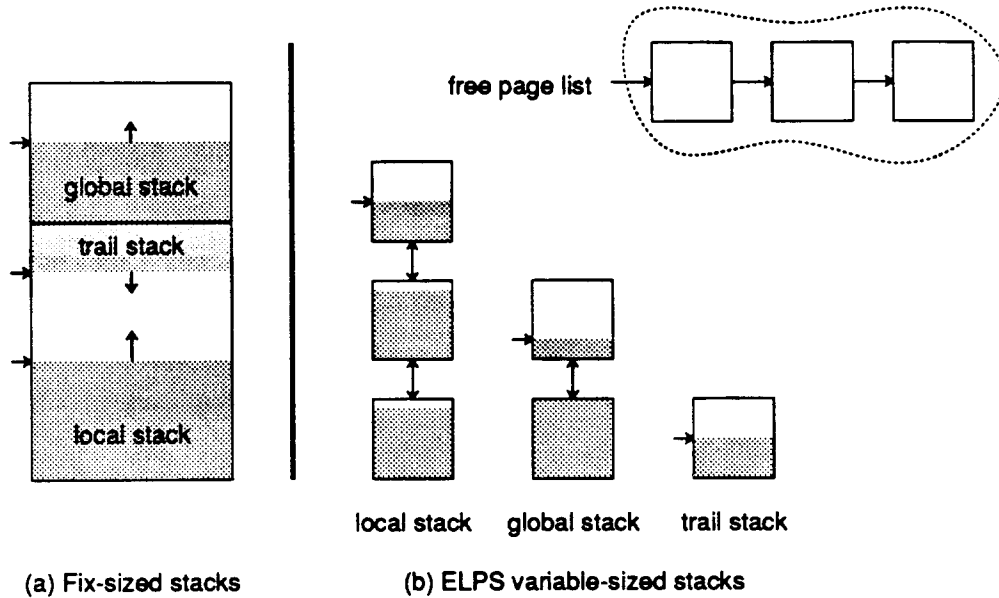 free page list
global stack
trail stack
local stack
local stack
global stack
trail stack
(a) Fix-sized stacks
(b) ELPS variable-sized stacks